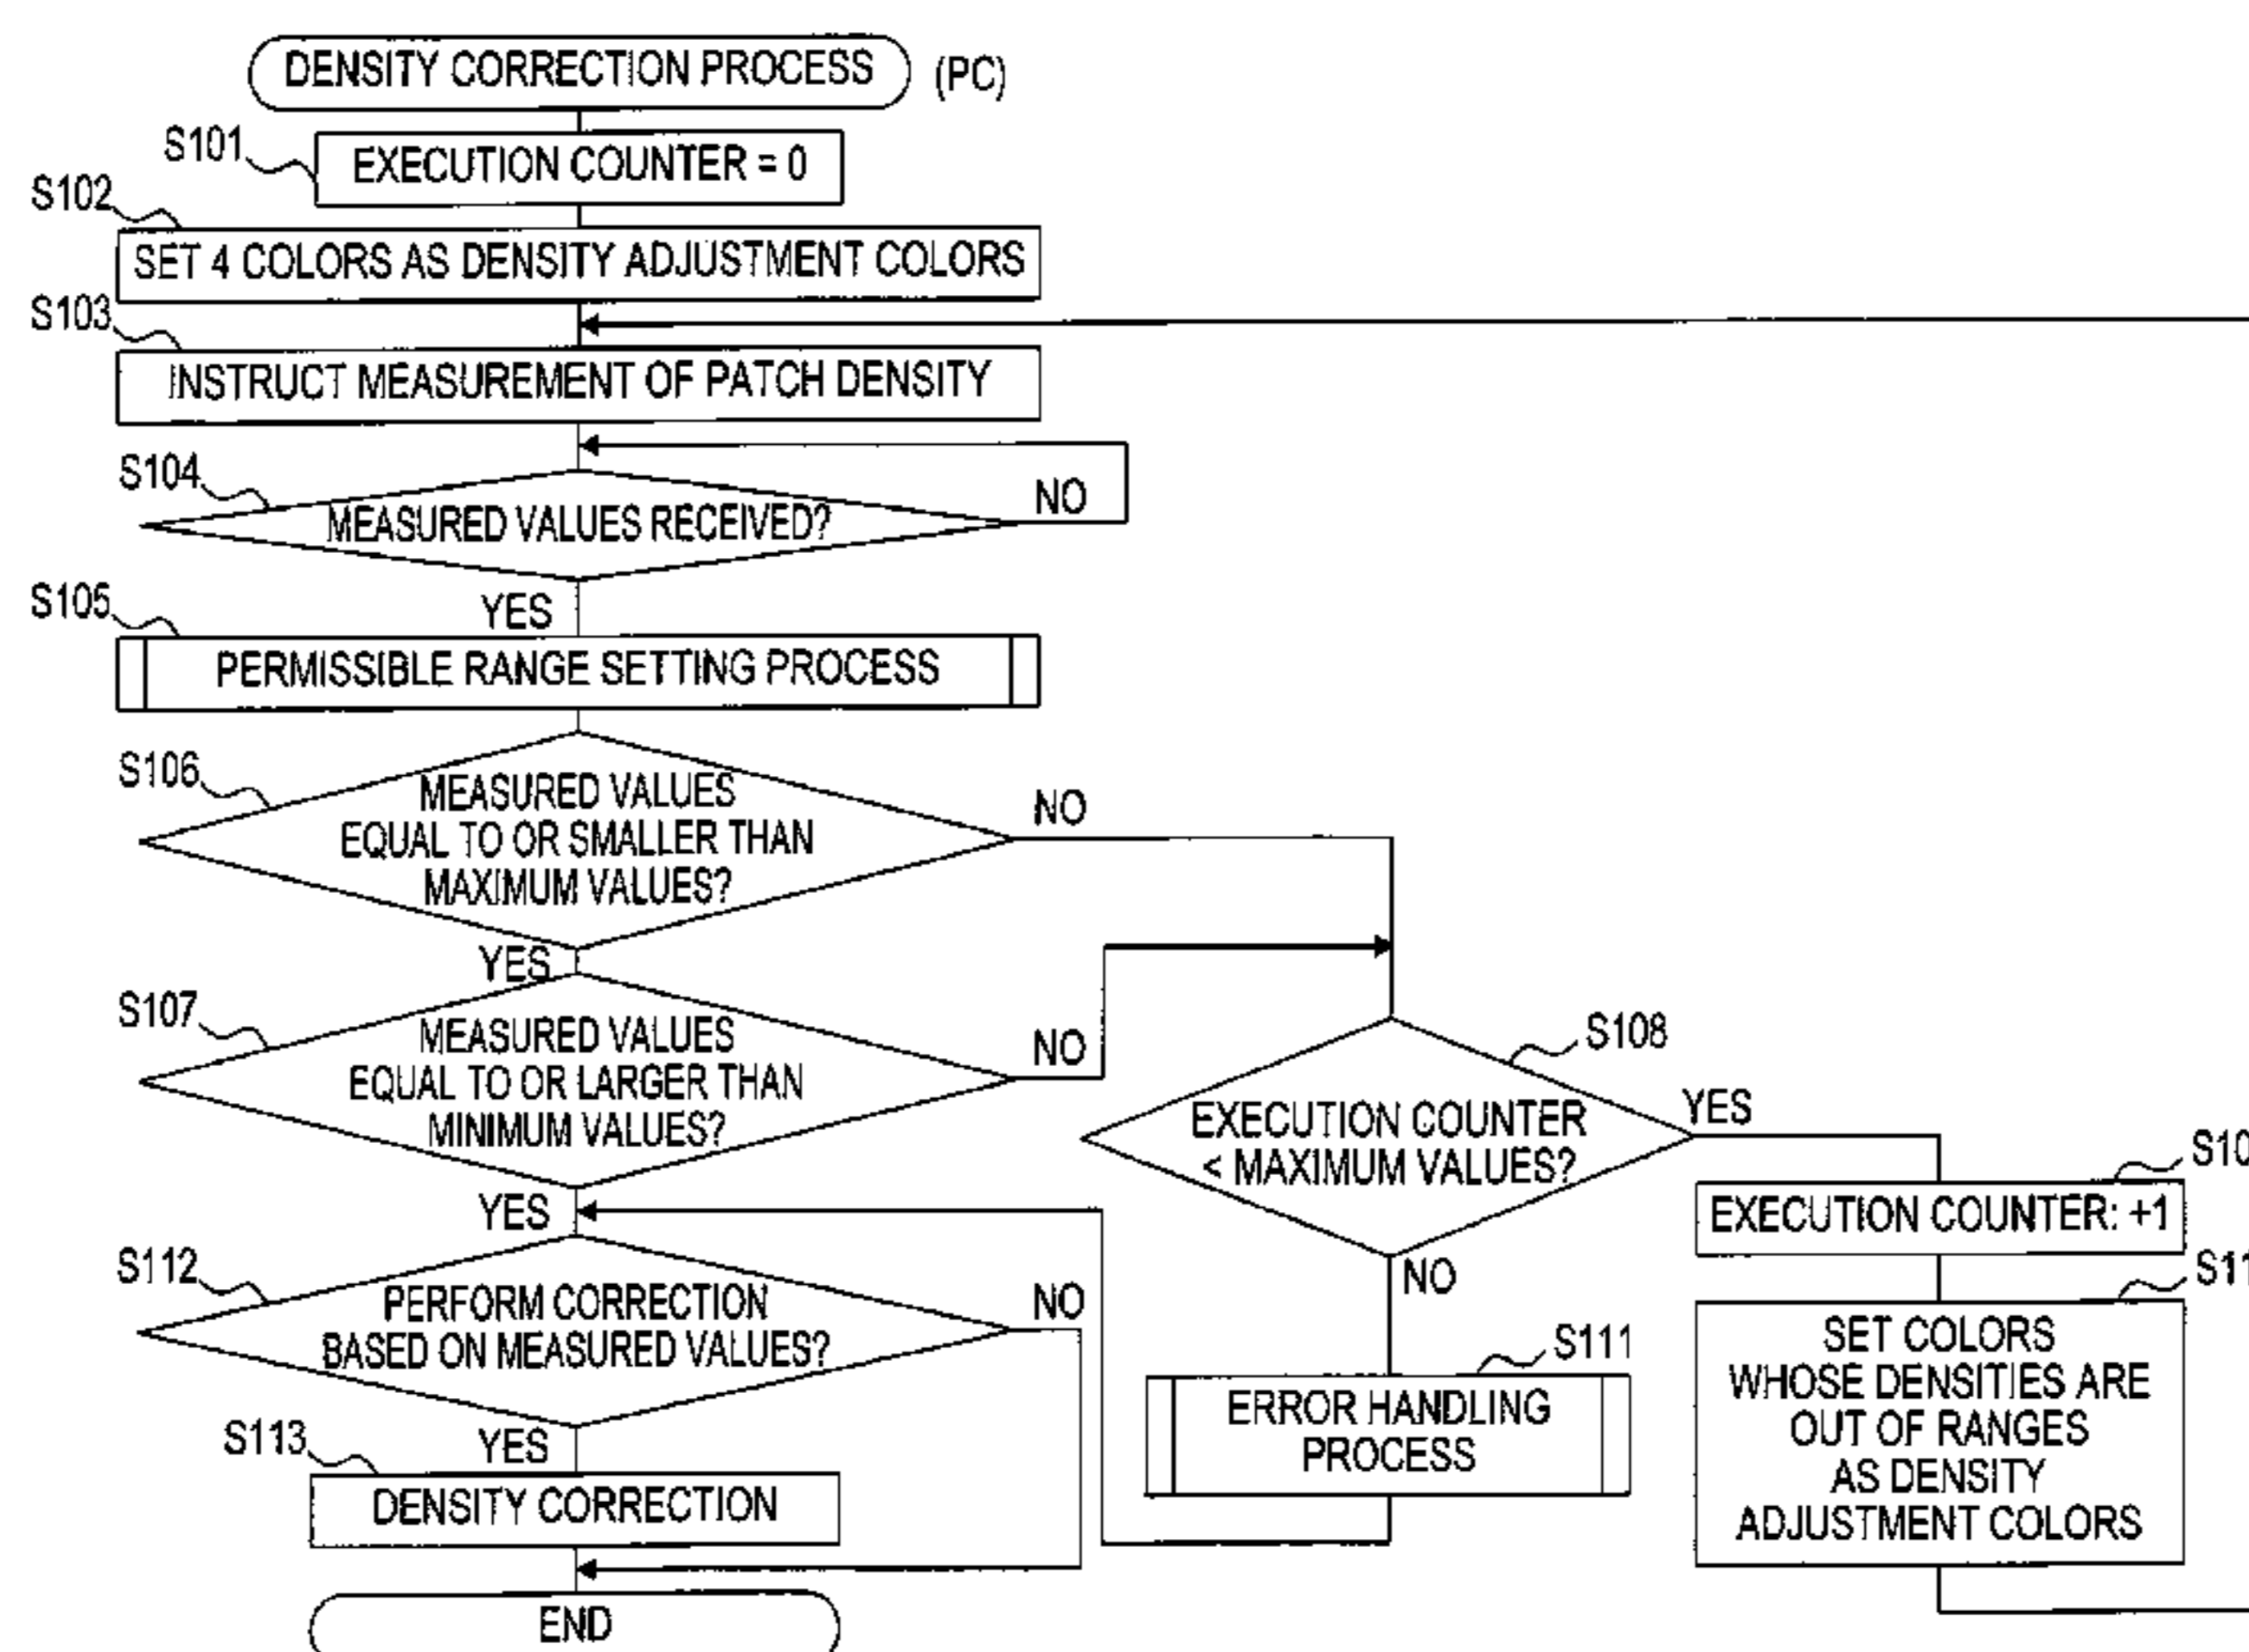 DENSITY CORRECTION PROCESS (PC)
S101
EXECUTION COUNTER = 0
S102
SET 4 COLORS AS DENSITY ADJUSTMENT COLORS
S103
INSTRUCT MEASUREMENT OF PATCH DENSITY
S104
MEASURED VALUES RECEIVED?
NO
YES
S105
PERMISSIBLE RANGE SETTING PROCESS
S106
MEASURED VALUES
EQUAL TO OR SMALLER THAN
MAXIMUM VALUES?
NO
YES
S107
MEASURED VALUES
EQUAL TO OR LARGER THAN
MINIMUM VALUES?
NO
YES
S108
EXECUTION COUNTER
< MAXIMUM VALUES?
YES
NO
S10
EXECUTION COUNTER: +1
S11
SET COLORS
WHOSE DENSITIES ARE
OUT OF RANGES
AS DENSITY
ADJUSTMENT COLORS
S111
ERROR HANDLING
PROCESS
S112
PERFORM CORRECTION
BASED ON MEASURED VALUES?
NO
YES
S113
DENSITY CORRECTION
END